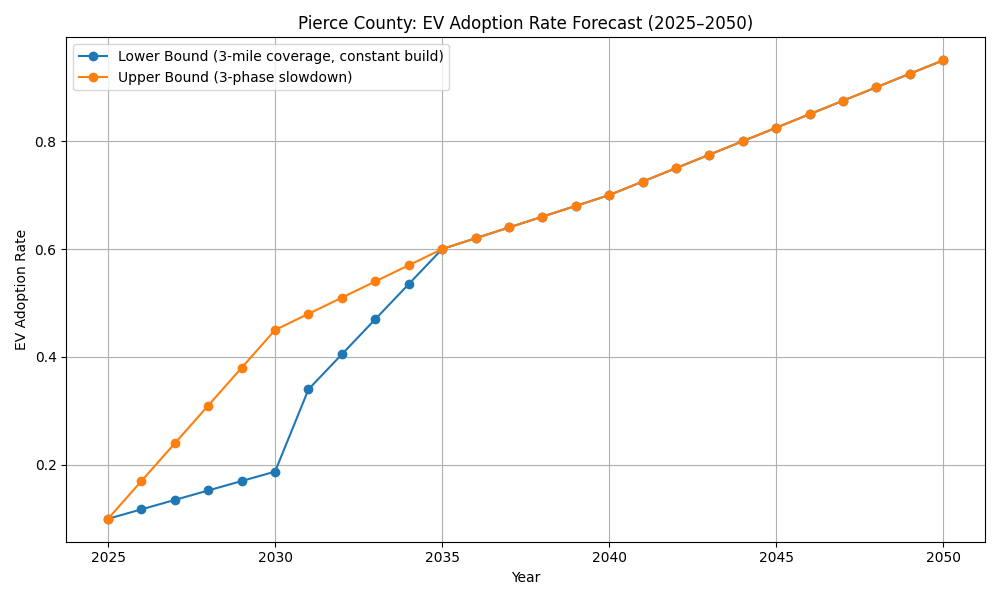 Pierce County: EV Adoption Rate Forecast (2025–2050)
Lower Bound (3-mile coverage, constant build)
Upper Bound (3-phase slowdown)
EV Adoption Rate
0.8
0.6
0.4
0.2
2025 2030 2035 2040 2045 2050
Year